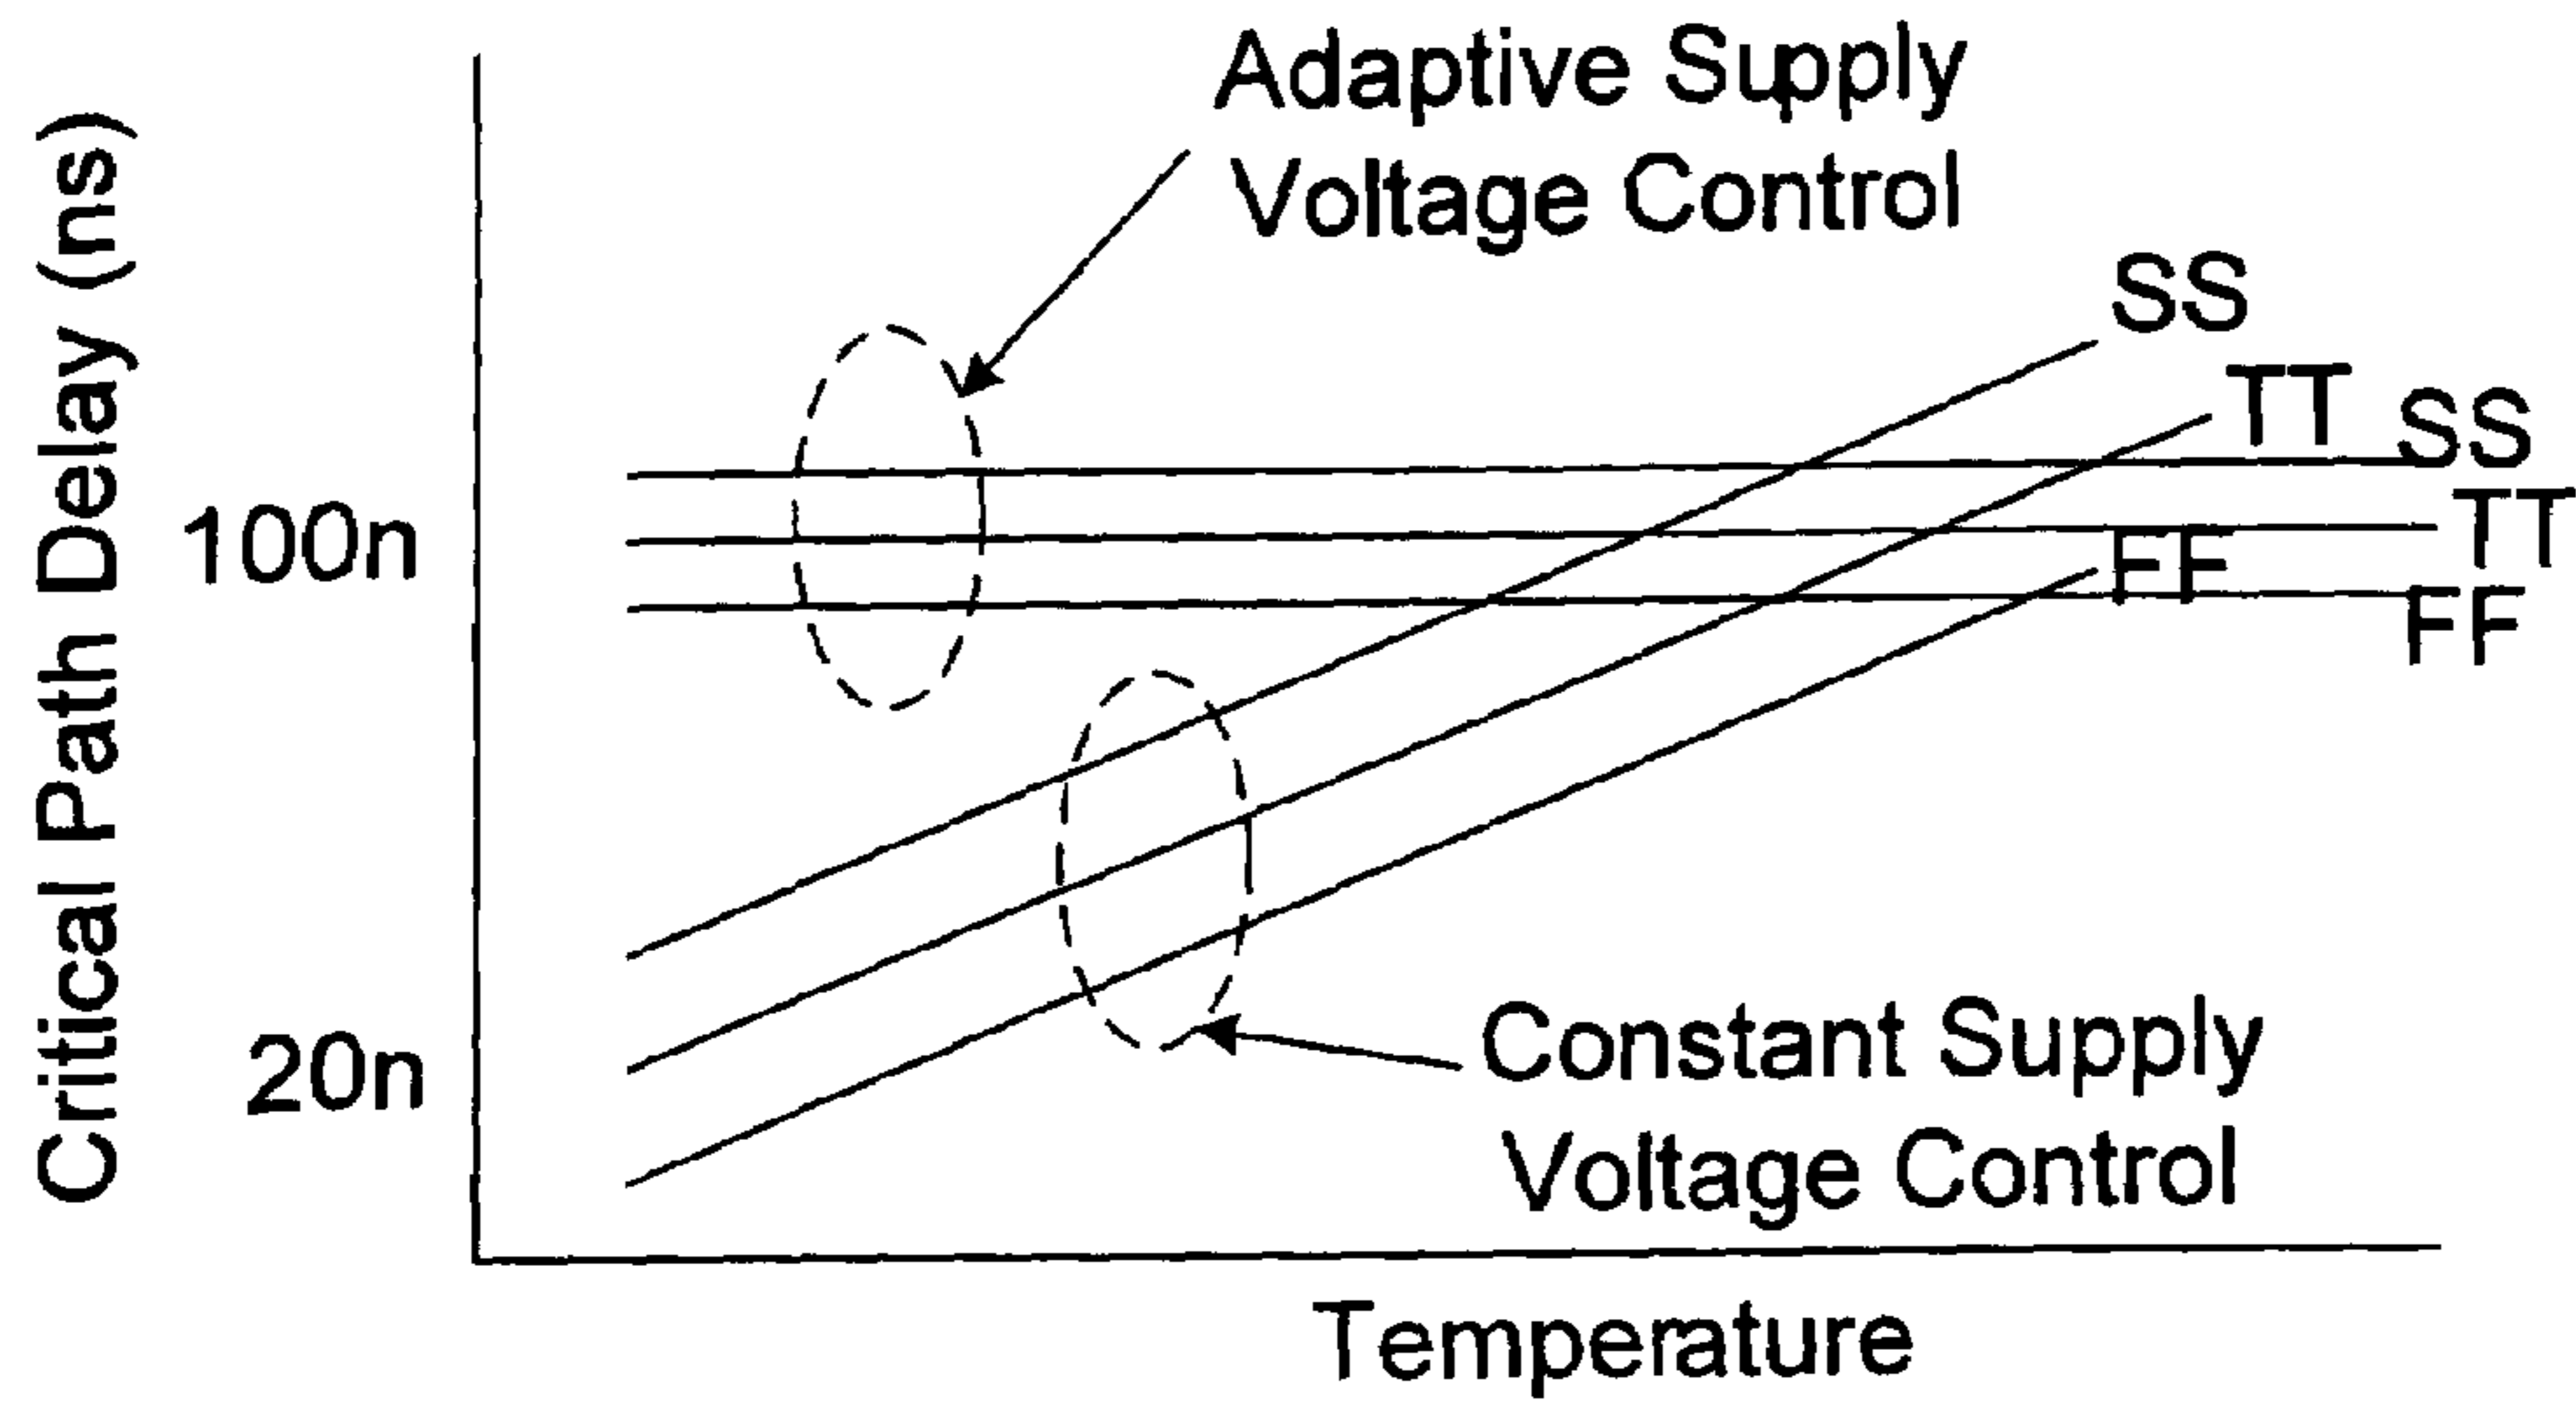 Adaptive Supply
Voltage Control
Critical Path Delay (ns)
SS
TT
SS
100n
TT
FF
FF
20n
Constant Supply
Voltage Control
Temperature